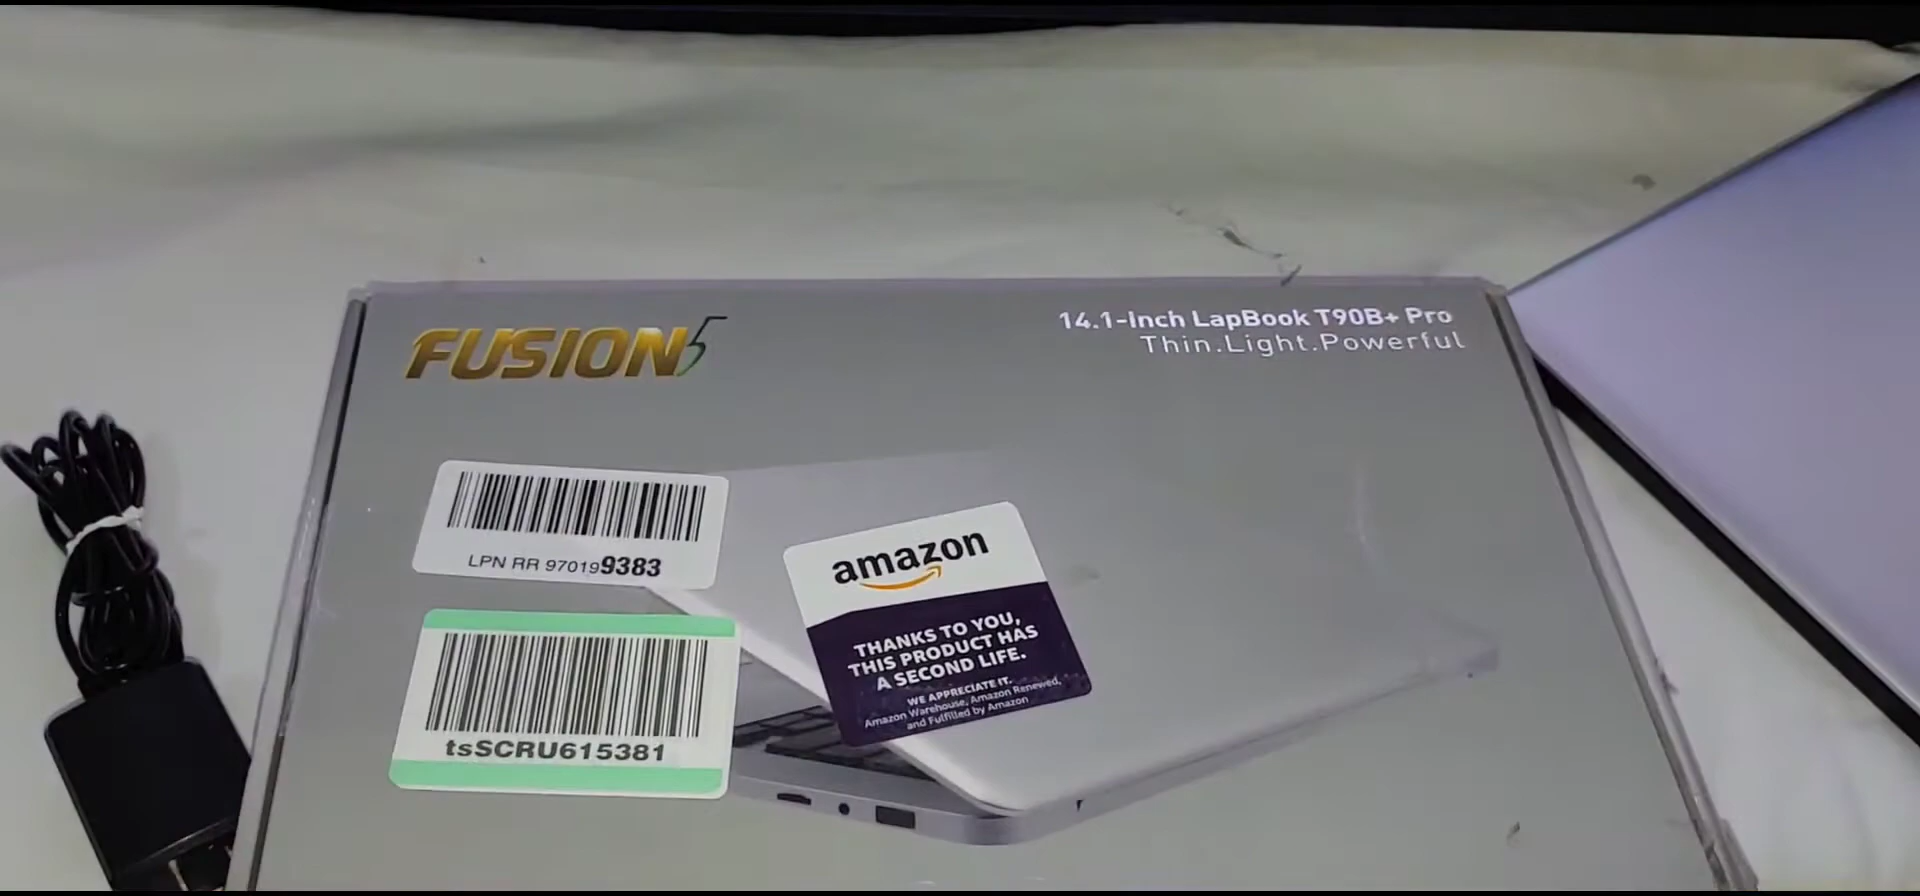 FUSION5
14.1-Inch LapBook T90B+ Pro
Thin.Light.Powerful
LPN RR 970199383
tsSCRU615381
amazon
THANKS TO YOU,
THIS PRODUCT HAS
A SECOND LIFE.
WE APPRECIATE IT.
Amazon Warehouse, Amazon Renewed,
and Fulfilled by Amazon